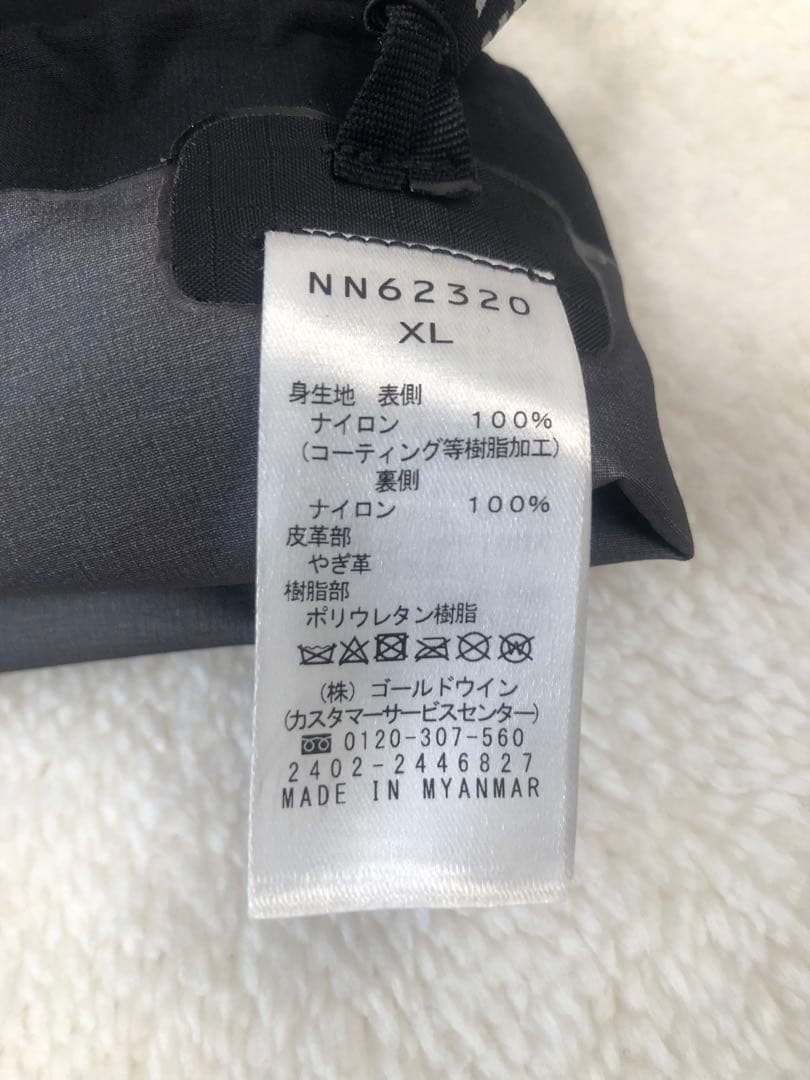 NN62320
XL
身生地 表側
ナイロン 100%
(コーティング等樹脂加工)
裏側
ナイロン 100%
皮革部
やぎ革
樹脂部
ポリウレタン樹脂
W
(株) ゴールドウイン
(カスタマーサービスセンター)
0120-307-560
2402-2446827
MADE IN MYANMAR